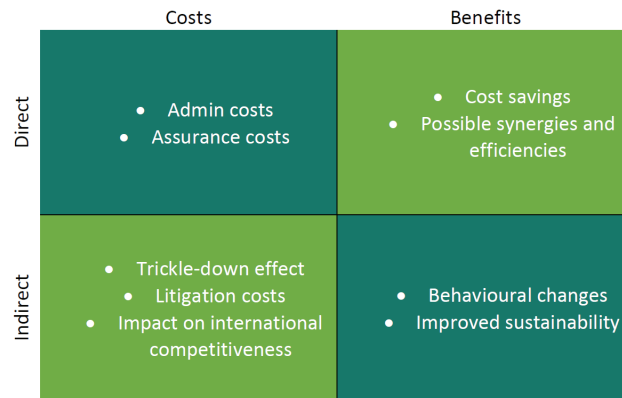 Costs
Benefits
Direct
• Admin costs
• Assurance costs
• Cost savings
• Possible synergies and
efficiencies
Indirect
• Trickle-down effect
• Litigation costs
• Impact on international
competitiveness
• Behavioural changes
• Improved sustainability